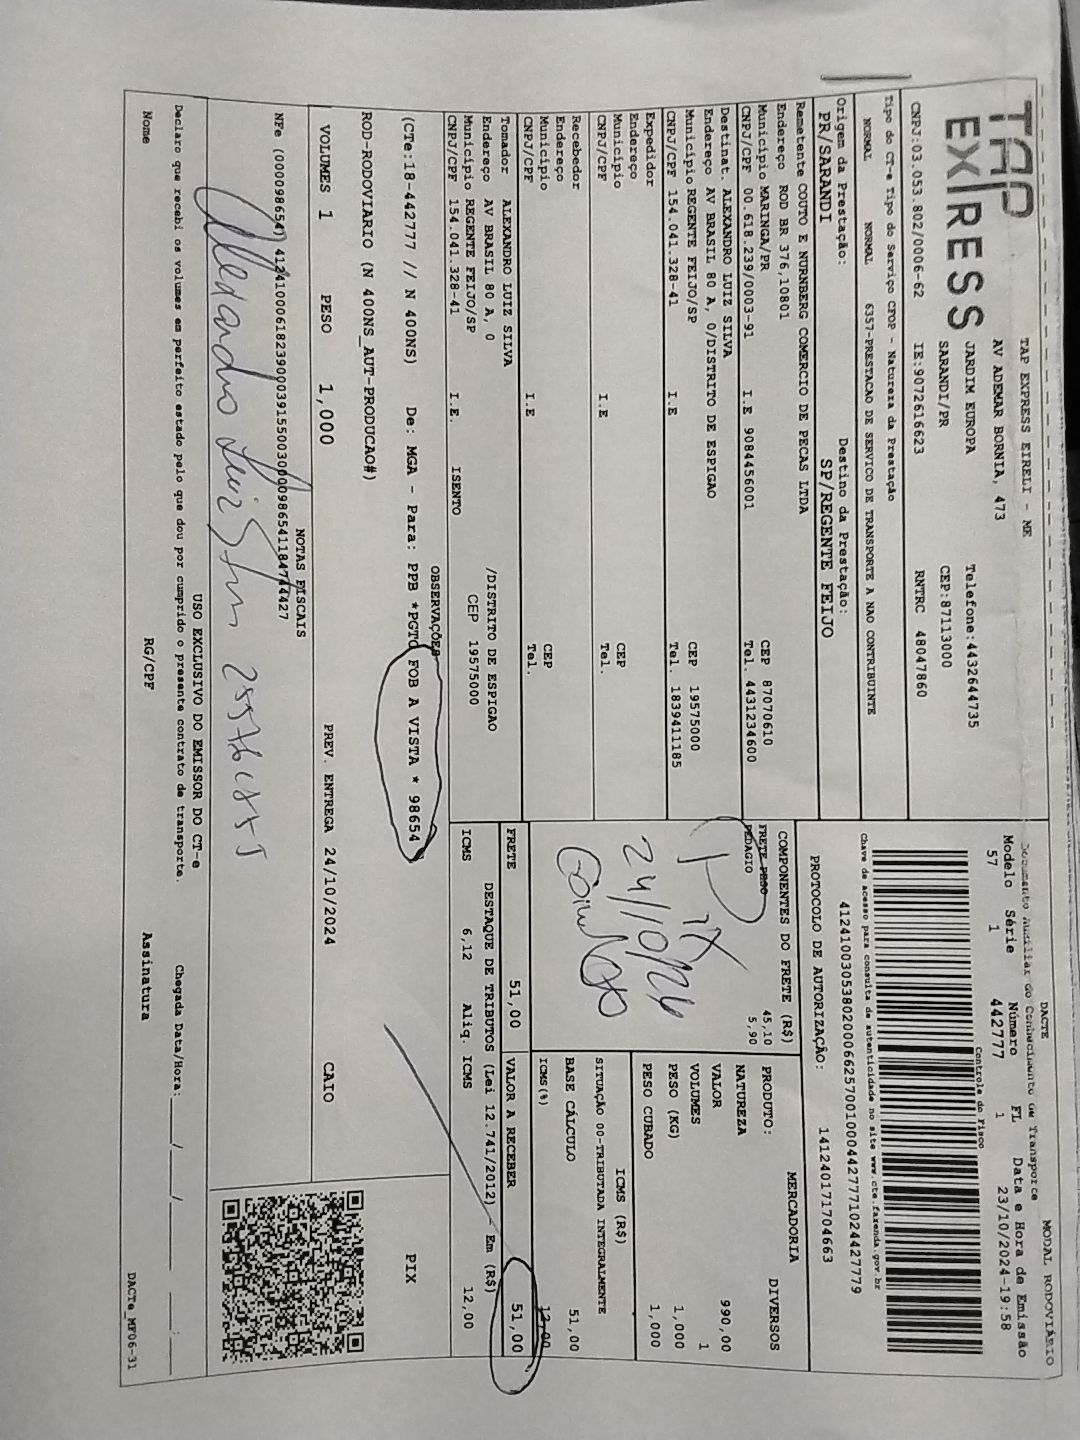 TAP
EXPRESS
TAP EXPRESS EIRELI - ME
AV ADEMAR BORNIA, 473
JARDIM EUROPA Telefone:4432644735
SARANDI/PR CEP:87113000
CNPJ:03.053.802/0006-62 IE:9072616623 RNTRC 48047860
Tipo do CT-e Tipo do Serviço CFOP - Natureza da Prestação
NORMAL NORMAL 6357-PRESTACAO DE SERVICO DE TRANSPORTE A NAO CONTRIBUINTE
Origem da Prestação: Destino da Prestação:
PR/SARANDI SP/REGENTE FEIJO
Remetente COUTO E NURNBERG COMERCIO DE PECAS LTDA
Endereço ROD BR 376,10801
Município MARINGA/PR CEP 87070610
CNPJ/CPF 00.618.239/0003-91 I.E 9084456001 Tel. 4431234600
Destinat. ALEXANDRO LUIZ SILVA
Endereço AV BRASIL 80 A, 0/DISTRITO DE ESPIGAO
Município REGENTE FEIJO/SP CEP 19575000
CNPJ/CPF 154.041.328-41 I.E Tel. 1839411185
Expedidor
Endereço
Município CEP
CNPJ/CPF I.E Tel.
Recebedor
Endereço
Município CEP
CNPJ/CPF I.E Tel.
Tomador ALEXANDRO LUIZ SILVA
Endereço AV BRASIL 80 A, 0 /DISTRITO DE ESPIGAO
Município REGENTE FEIJO/SP CEP 19575000
CNPJ/CPF 154.041.328-41 I.E. ISENTO
Documento Auxiliar do Conhecimento de Transporte
DACTE MODAL RODOVIÁRIO
Modelo Série Número FL Data e Hora de Emissão
57 1 442777 1 23/10/2024-19:58
Controle do Fisco
Chave de acesso para consulta de autenticidade no site www.cte.fazenda.gov.br
41241003053802000662570010004427771024427779
PROTOCOLO DE AUTORIZAÇÃO: 141240171704663
COMPONENTES DO FRETE (R$)
FRETE PESO 45,10
PEDAGIO 5,90
Pix
24/10/24
MERCADORIA
PRODUTO: DIVERSOS
NATUREZA
VALOR 990,00
VOLUMES 1
PESO (KG) 1,000
PESO CUBADO 1,000
ICMS (R$)
SITUAÇÃO 00-TRIBUTADA INTEGRALMENTE
BASE CÁLCULO 51,00
ICMS(%) 12,00
FRETE 51,00 VALOR A RECEBER 51,00
DESTAQUE DE TRIBUTOS (Lei 12.741/2012) - Em (R$)
ICMS 6,12 Aliq. ICMS 12,00
OBSERVAÇÕES
(CTe:18-442777 // N 400NS) De: MGA - Para: PPB *PGTO FOB A VISTA * 98654
ROD-RODOVIARIO (N 400NS_AUT-PRODUCAO#)
PIX
VOLUMES 1 PESO 1,000 PREV. ENTREGA 24/10/2024 CAIO
NOTAS FISCAIS
NFe (000098654) 41241000618239000391550030000986541184744427
Alexandro Luiz Silva
USO EXCLUSIVO DO EMISSOR DO CT-e
Declaro que recebi os volumes em perfeito estado pelo que dou por cumprido o presente contrato de transporte. Chegada Data/Hora: ___/___/___ ___:___
Nome RG/CPF Assinatura
DACTe_MF06-31